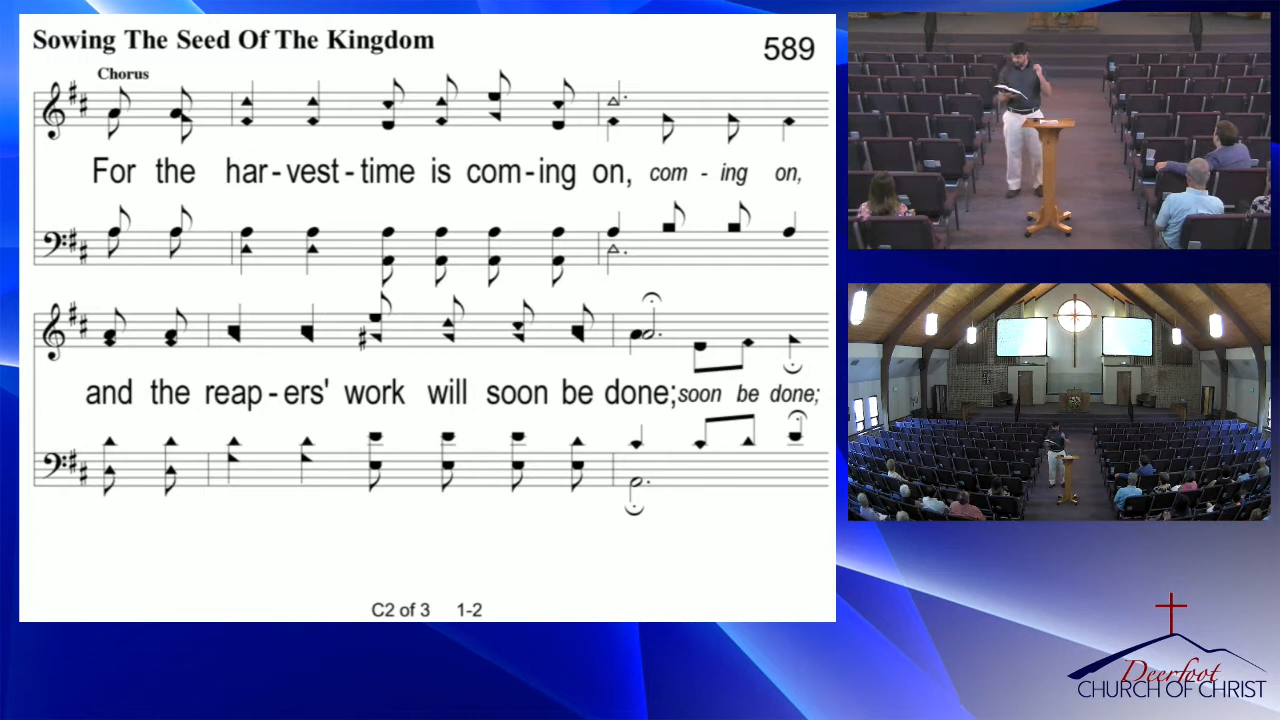 Sowing The Seed Of The Kingdom
589
Chorus
For the har-vest-time is com-ing on, com - ing on,
and the reap-ers' work will soon be done; soon be done;
C2 of 3 1-2
Deerfoot
CHURCH OF CHRIST